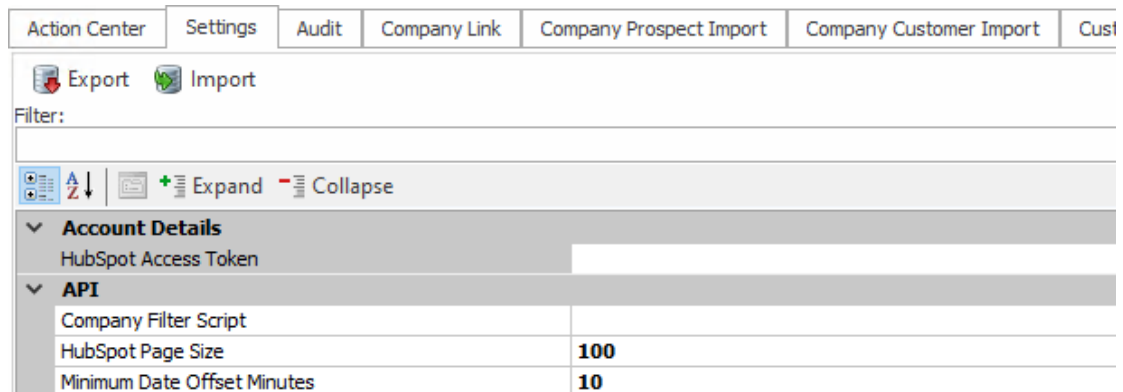 Action Center Settings Audit Company Link Company Prospect Import Company Customer Import Cust
Export Import
Filter:
A Z Expand Collapse
Account Details
HubSpot Access Token
API
Company Filter Script
HubSpot Page Size 100
Minimum Date Offset Minutes 10